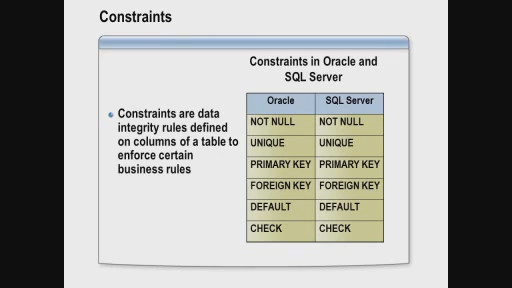 Constraints
Constraints in Oracle and
SQL Server
Constraints are data
integrity rules defined
on columns of a table to
enforce certain
business rules
Oracle SQL Server
NOT NULL NOT NULL
UNIQUE UNIQUE
PRIMARY KEY PRIMARY KEY
FOREIGN KEY FOREIGN KEY
DEFAULT DEFAULT
CHECK CHECK